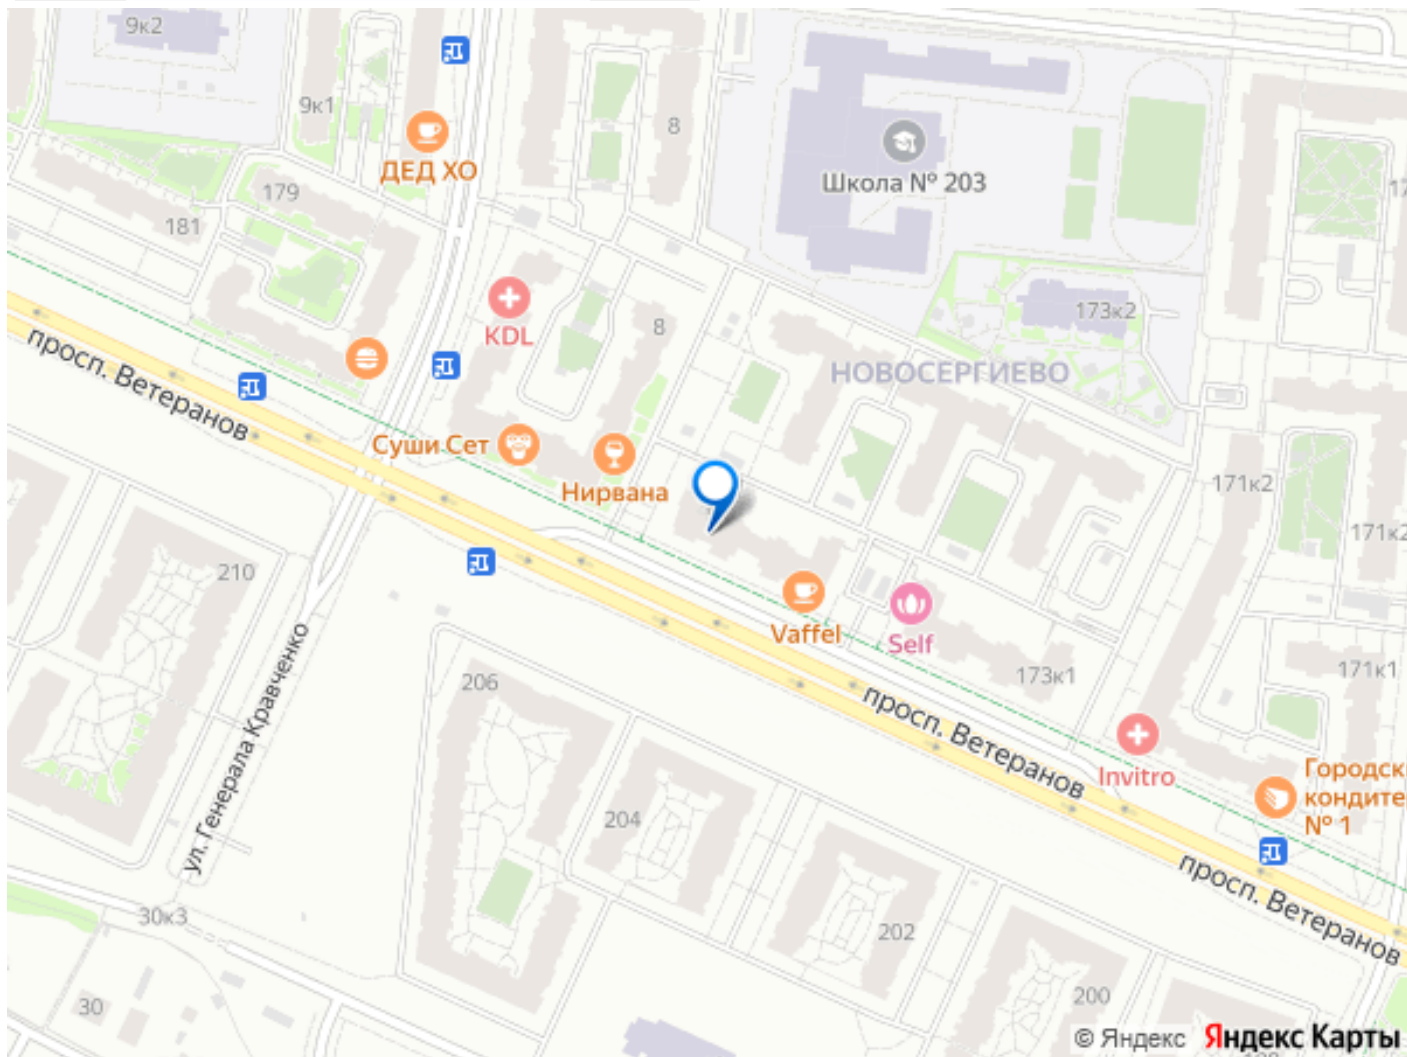 9к2
9к1
ДЕД ХО
8
Школа № 203
179
181
KDL
8
173к2
НОВОСЕРГИЕВО
просп. Ветеранов
Суши Сет
Нирвана
171к2
171к2
210
Vaffel
Self
173к1
171к1
206
просп. Ветеранов
Invitro
Городск
кондите
№ 1
ул. Генерала Кравченко
204
просп. Ветеранов
30к3
202
30
200
© Яндекс Яндекс Карты